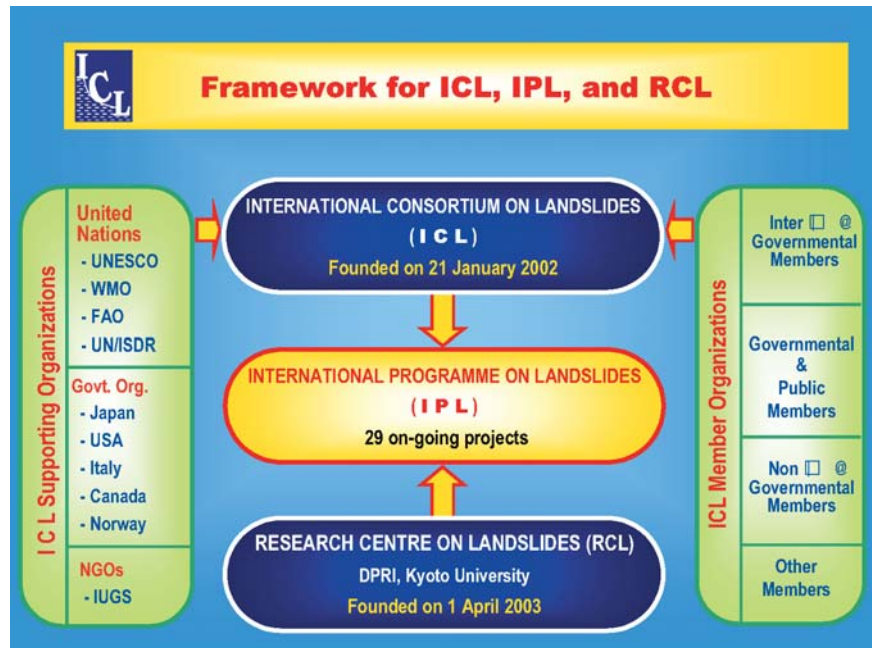 ICL
Framework for ICL, IPL, and RCL
ICL Supporting Organizations
United
Nations
- UNESCO
- WMO
- FAO
- UN/ISDR
Govt. Org.
- Japan
- USA
- Italy
- Canada
- Norway
NGOs
- IUGS
INTERNATIONAL CONSORTIUM ON LANDSLIDES
(ICL)
Founded on 21 January 2002
INTERNATIONAL PROGRAMME ON LANDSLIDES
(IPL)
29 on-going projects
RESEARCH CENTRE ON LANDSLIDES (RCL)
DPRI, Kyoto University
Founded on 1 April 2003
ICL Member Organizations
Inter □ @
Governmental
Members
Governmental
&
Public
Members
Non □ @
Governmental
Members
Other
Members